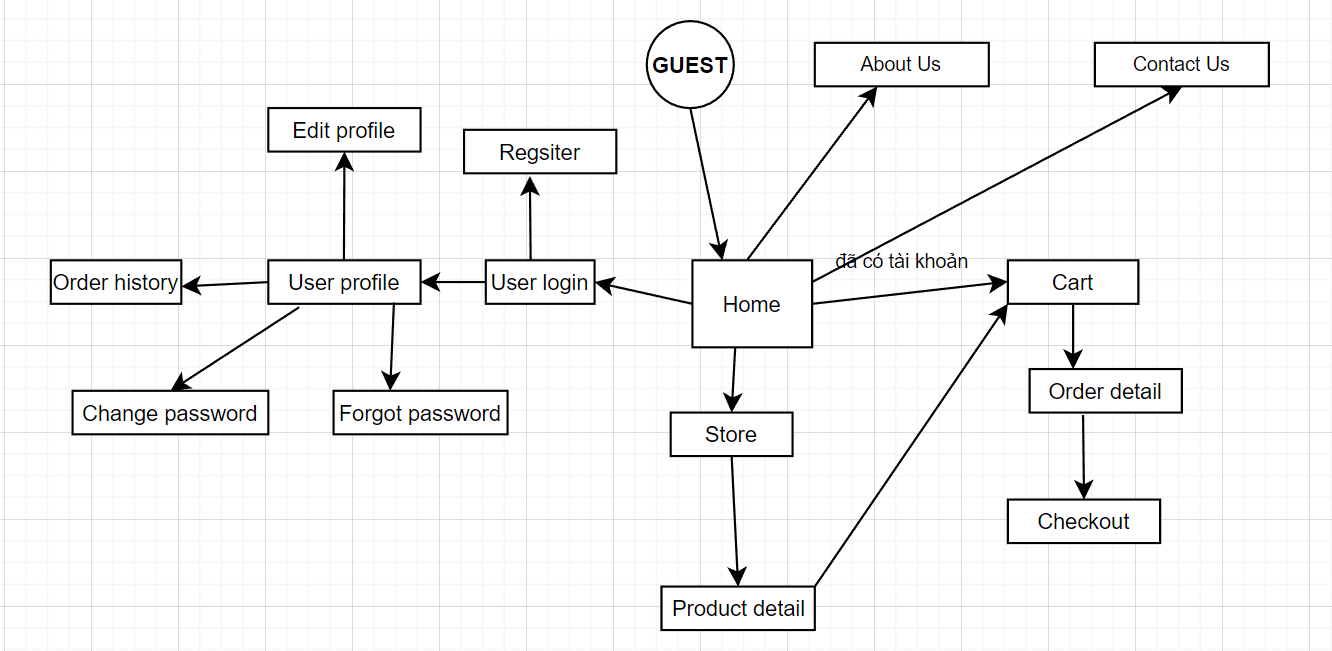 GUEST
About Us
Contact Us
Edit profile
Regsiter
đã có tài khoản
Order history
User profile
User login
Home
Cart
Change password
Forgot password
Store
Order detail
Checkout
Product detail